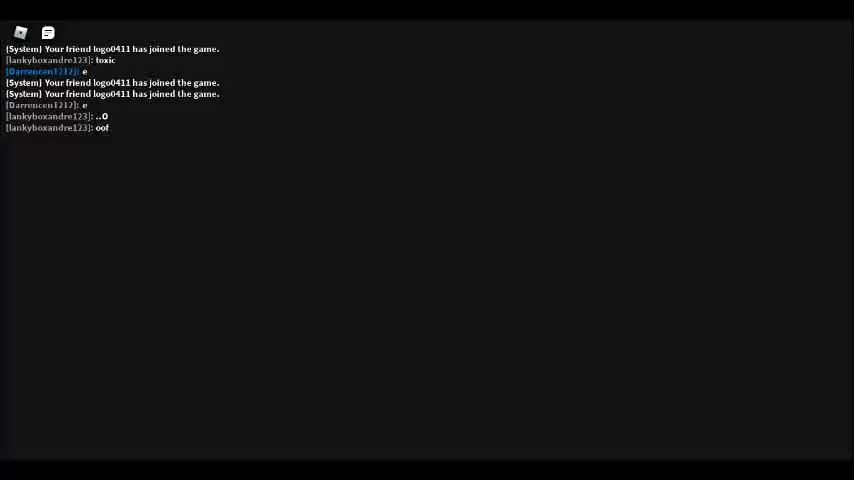 {System} Your friend logo0411 has joined the game.
[lankyboxandre123]: toxic
[Darrencen1212]: e
{System} Your friend logo0411 has joined the game.
{System} Your friend logo0411 has joined the game.
[Darrencen1212]: e
[lankyboxandre123]: ..0
[lankyboxandre123]: oof